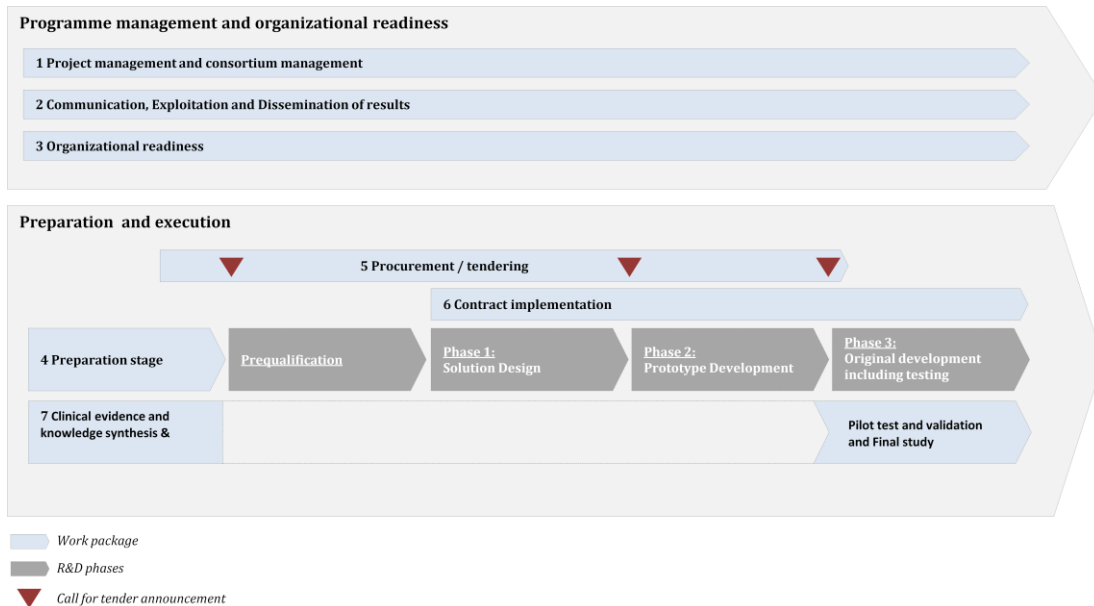 Programme management and organizational readiness
1 Project management and consortium management
2 Communication, Exploitation and Dissemination of results
3 Organizational readiness
Preparation  and execution
5 Procurement / tendering
6 Contract implementation
4 Preparation stage
Prequalification
Phase 1:
Solution Design
Phase 2:
Prototype Development
Phase 3:
Original development
including testing
7 Clinical evidence and
knowledge synthesis &
Pilot test and validation
and Final study
Work package
R&D phases
Call for tender announcement